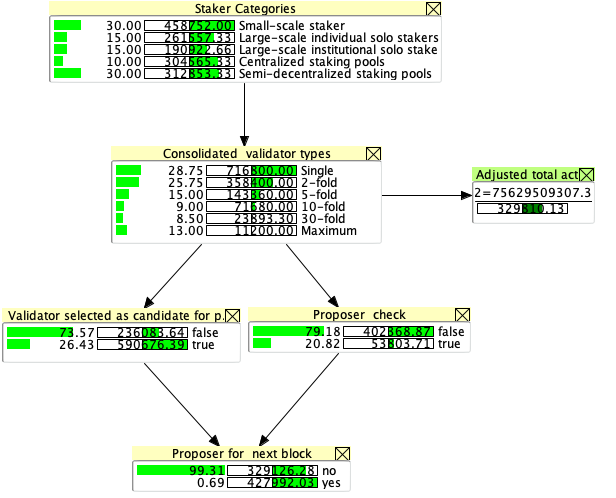 Staker Categories
30.00 458752.00 Small-scale staker
15.00 261557.33 Large-scale individual solo stakers
15.00 190922.66 Large-scale institutional solo stake
10.00 304565.33 Centralized staking pools
30.00 312853.33 Semi-decentralized staking pools
Consolidated validator types
28.75 716800.00 Single
25.75 358400.00 2-fold
15.00 143360.00 5-fold
9.00 71680.00 10-fold
8.50 23893.30 30-fold
13.00 11200.00 Maximum
Adjusted total act
2=75629509307.3
329810.13
Validator selected as candidate for p.
73.57 236083.64 false
26.43 590676.39 true
Proposer check
79.18 402368.87 false
20.82 53803.71 true
Proposer for next block
99.31 329126.28 no
0.69 427992.03 yes